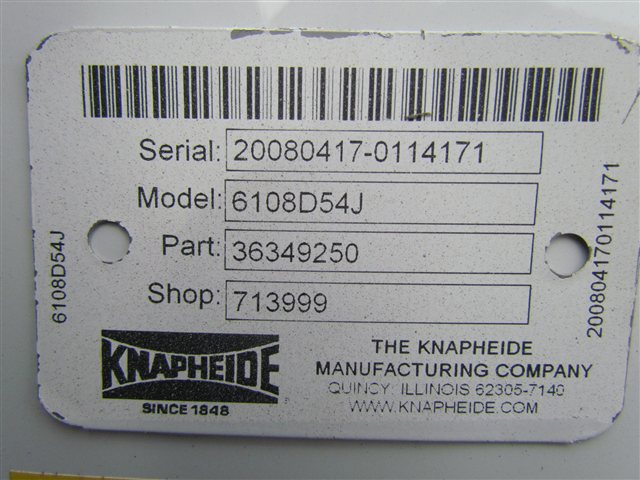 Serial: 20080417-0114171
Model: 6108D54J
Part: 36349250
Shop: 713999
6108D54J
200804170114171
KNAPHEIDE
SINCE 1848
THE KNAPHEIDE
MANUFACTURING COMPANY
QUINCY, ILLINOIS 62305-7140
WWW.KNAPHEIDE.COM